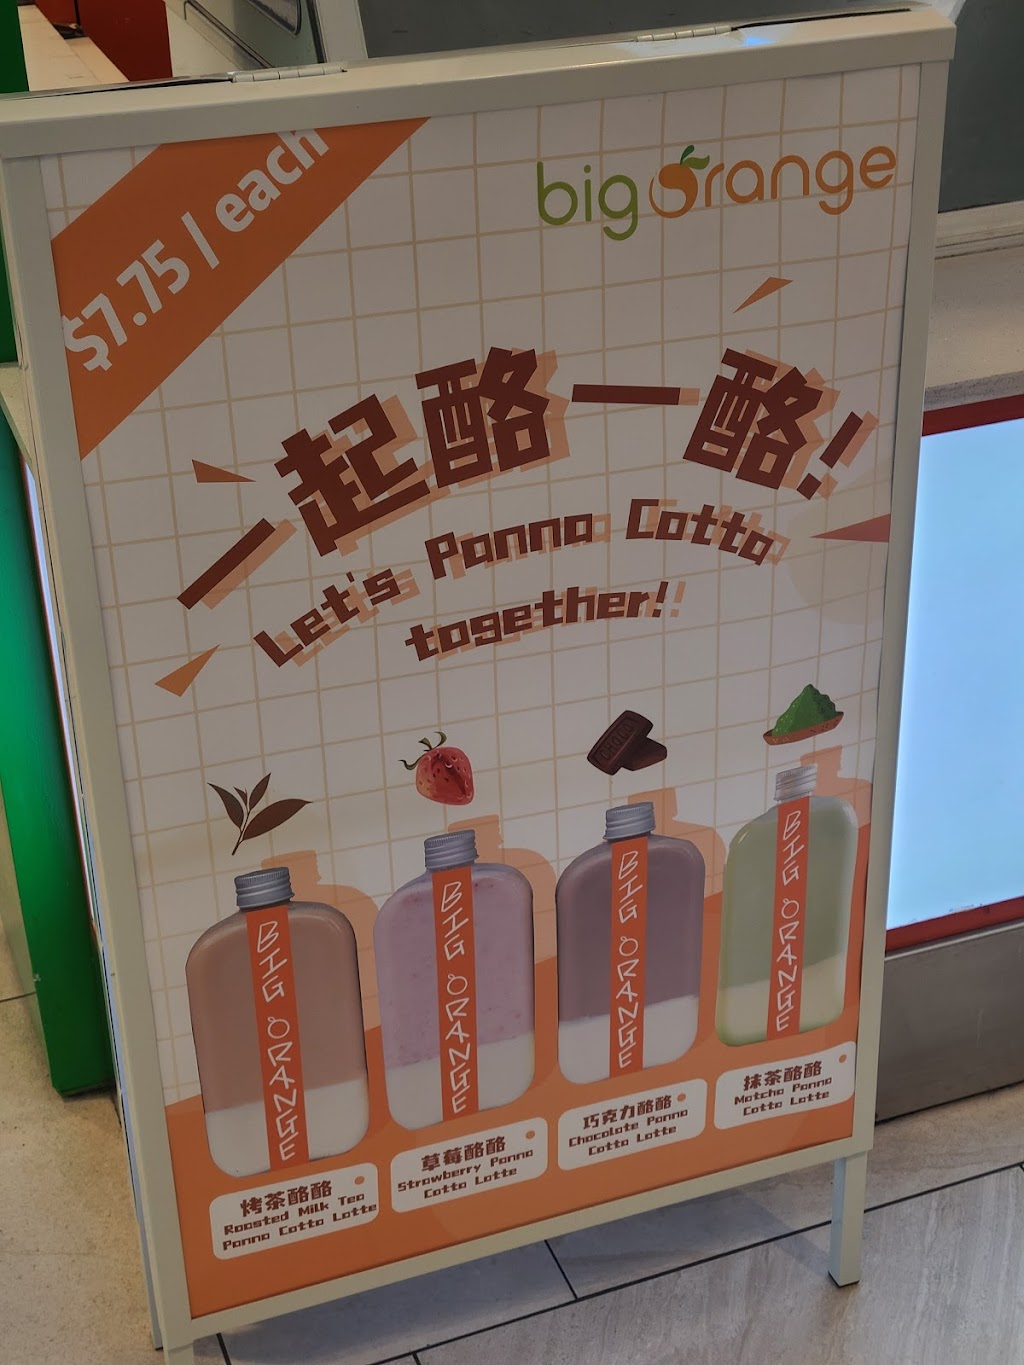 $7.75 / each
big orange
一起酪一酪!
Let's Panna Cotta
together!!
BIG ORANGE
BIG ORANGE
BIG ORANGE
BIG ORANGE
烤茶酪酪
Roasted Milk Tea
Panna Cotta Latte
草莓酪酪
Strawberry Panna
Cotta Latte
巧克力酪酪
Chocolate Panna
Cotta Latte
抹茶酪酪
Matcha Panna
Cotta Latte